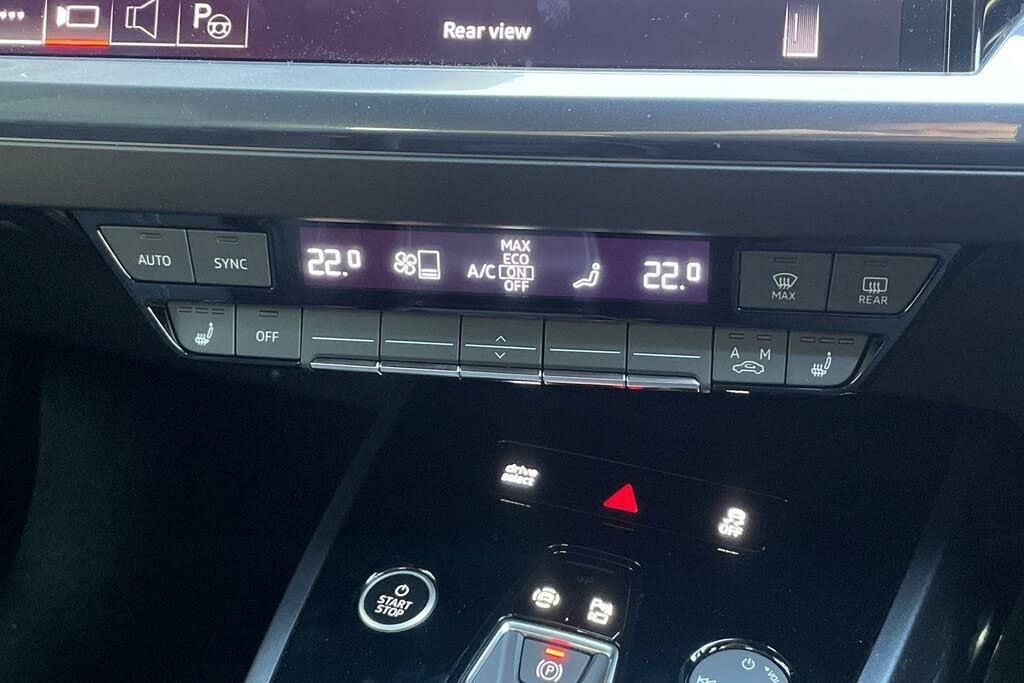 P
Rear view
AUTO
SYNC
22.0
A/C
MAX
ECO
ON
OFF
22.0
MAX
REAR
OFF
A M
drive
select
OFF
START
STOP
P
VOL